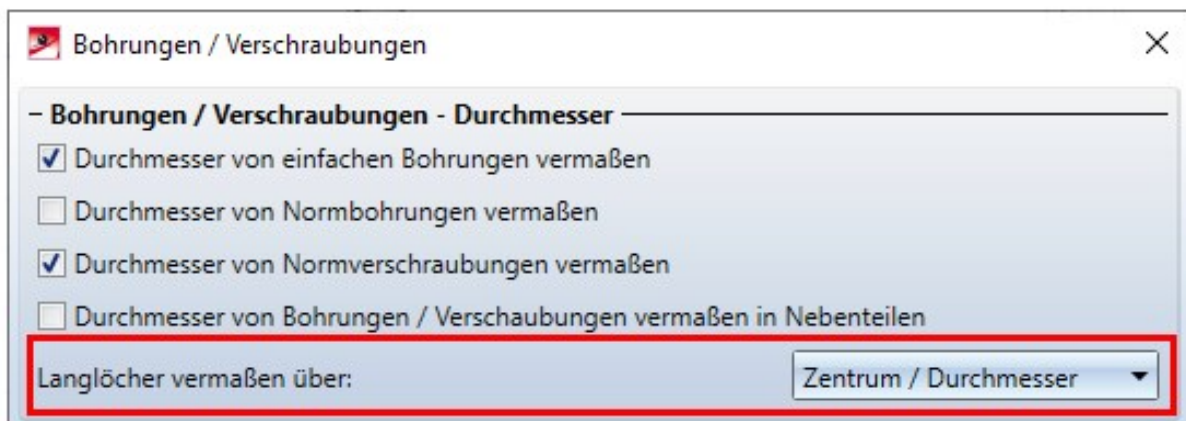 Bohrungen / Verschraubungen
Bohrungen / Verschraubungen - Durchmesser
Durchmesser von einfachen Bohrungen vermaßen
Durchmesser von Normbohrungen vermaßen
Durchmesser von Normverschraubungen vermaßen
Durchmesser von Bohrungen / Verschaubungen vermaßen in Nebenteilen
Langlöcher vermaßen über: Zentrum / Durchmesser